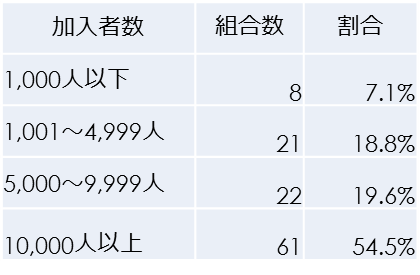 加入者数 組合数 割合
1,000人以下 8 7.1%
1,001～4,999人 21 18.8%
5,000～9,999人 22 19.6%
10,000人以上 61 54.5%